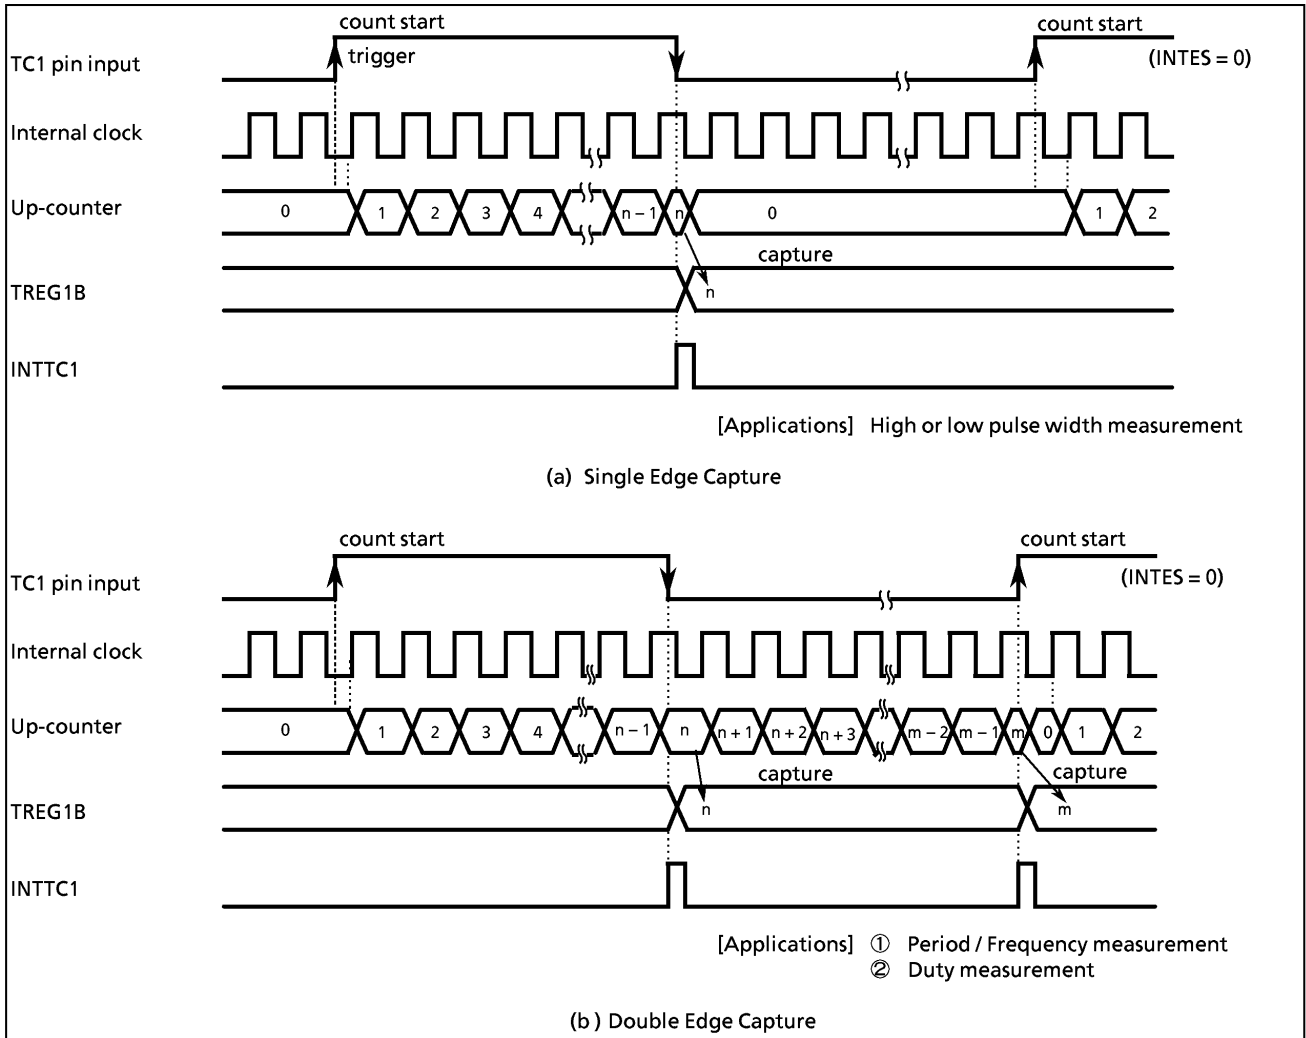 count start
count start
TC1 pin input
trigger
(INTES = 0)
Internal clock
Up-counter
0 1 2 3 4 n – 1 n 0 1 2
capture
TREG1B
n
INTTC1
[Applications] High or low pulse width measurement
(a) Single Edge Capture
count start
count start
TC1 pin input
(INTES = 0)
Internal clock
Up-counter
0 1 2 3 4 n – 1 n n + 1 n + 2 n + 3 m – 2 m – 1 m 0 1 2
capture
capture
TREG1B
n
m
INTTC1
[Applications] ① Period / Frequency measurement
② Duty measurement
(b ) Double Edge Capture